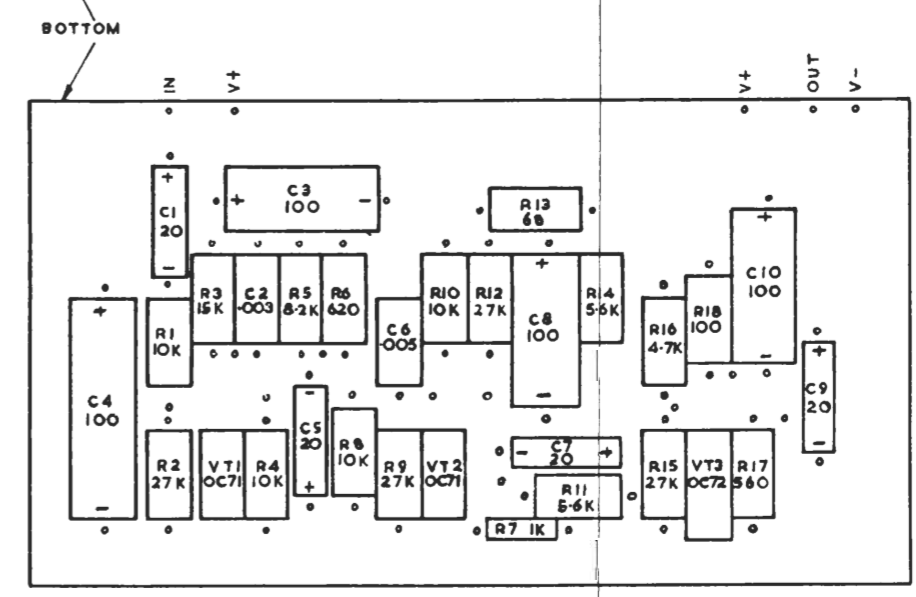 BOTTOM
IN
V+
V+
OUT
V-
+
C1
20
-
+ C3 -
100
R13
68
+
C10
100
-
R3
15K
C2
.003
R5
8.2K
R6
620
R10
10K
R12
27K
+
C8
100
-
R14
5.6K
R18
100
+
C4
100
-
R1
10K
C6
.005
R16
4.7K
+
C9
20
-
-
C5
20
+
R8
10K
R2
27K
VT1
OC71
R4
10K
R9
27K
VT2
OC71
- C7 +
20
R11
5.6K
R7 1K
R15
27K
VT3
OC72
R17
560